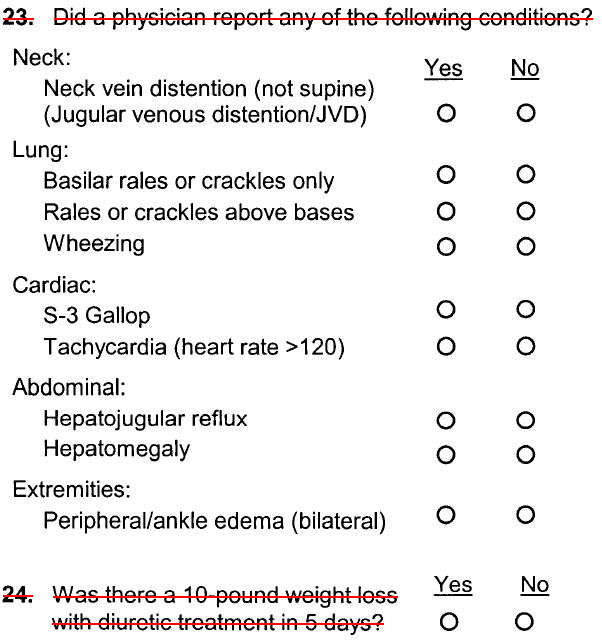 23. Did a physician report any of the following conditions?
Neck:
Yes No
Neck vein distention (not supine)
(Jugular venous distention/JVD)
Lung:
Basilar rales or crackles only
Rales or crackles above bases
Wheezing
Cardiac:
S-3 Gallop
Tachycardia (heart rate >120)
Abdominal:
Hepatojugular reflux
Hepatomegaly
Extremities:
Peripheral/ankle edema (bilateral)
24. Was there a 10-pound weight loss Yes No
with diuretic treatment in 5 days?